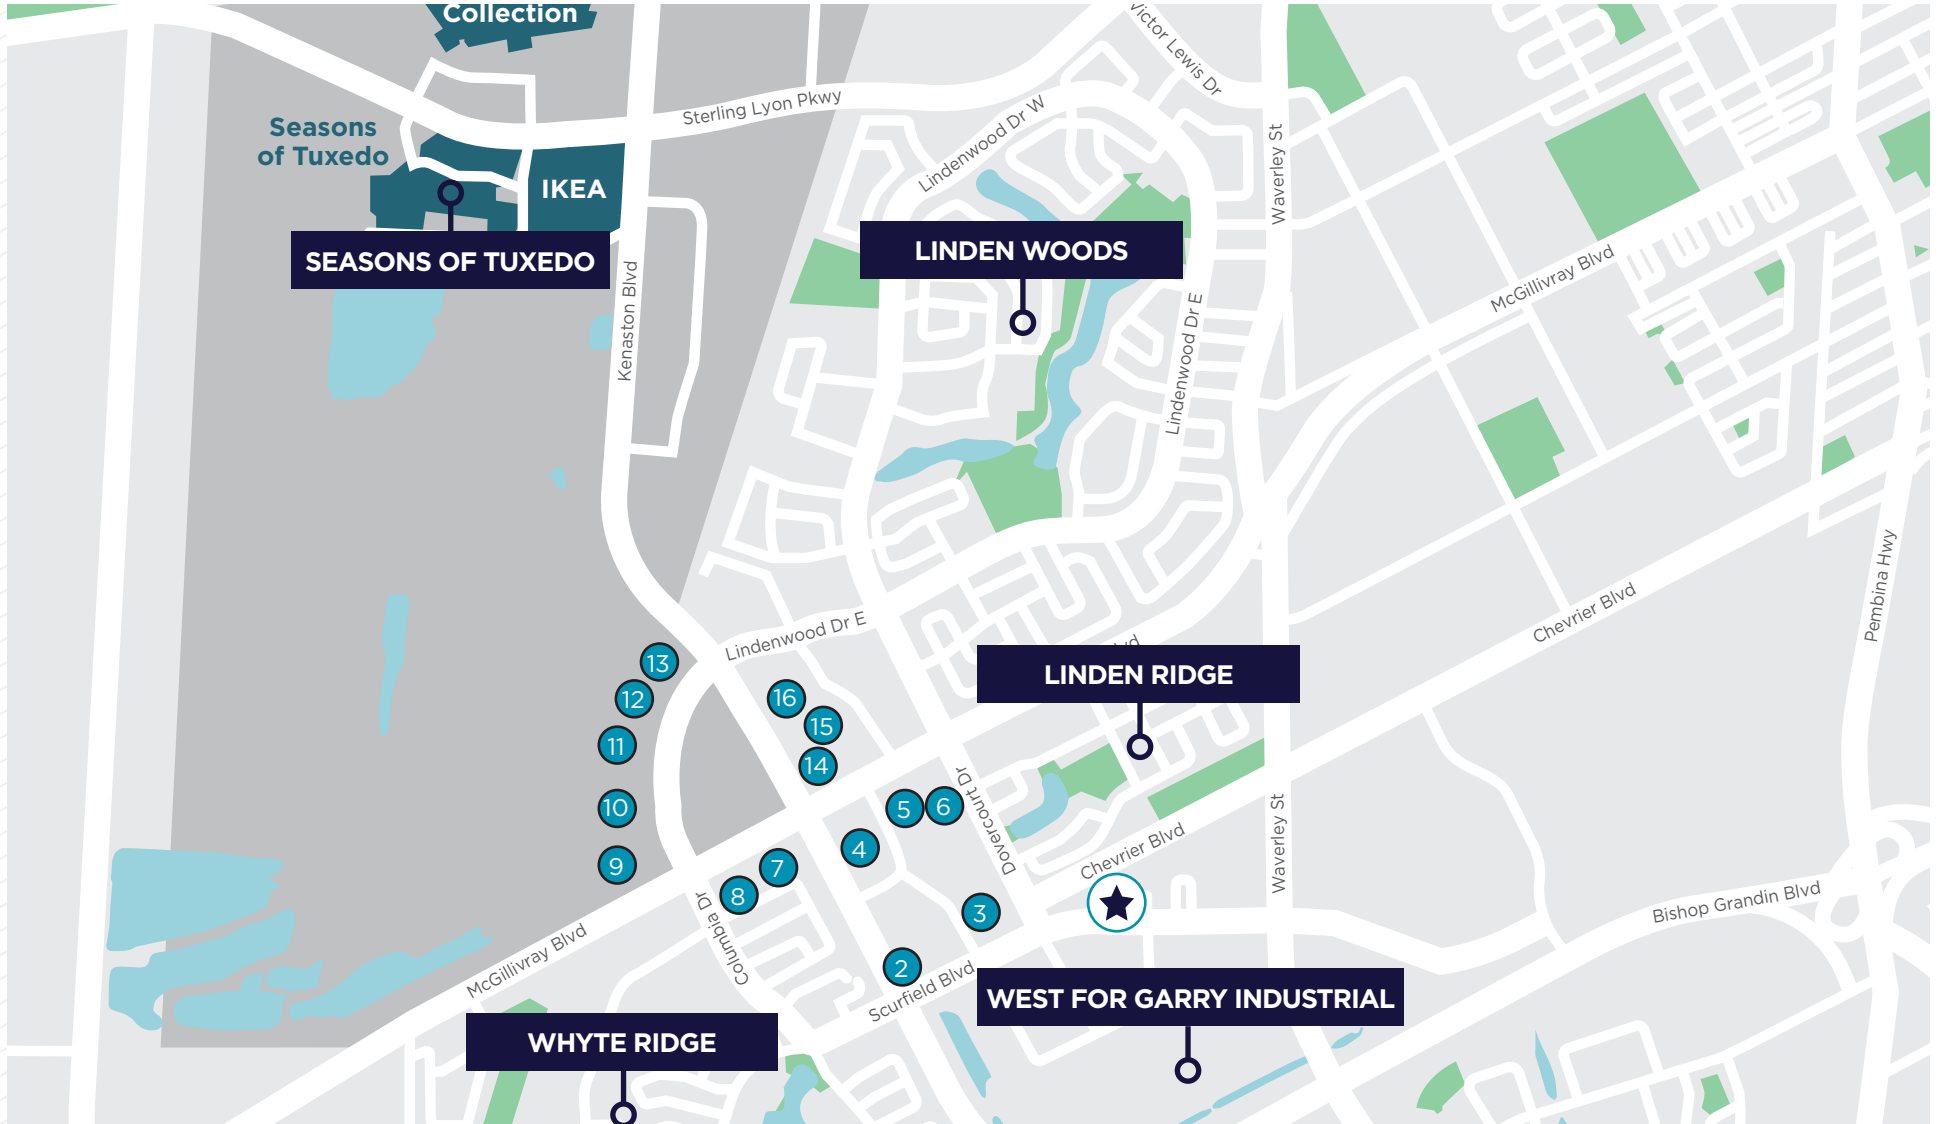 Collection
Victor Lewis Dr
Sterling Lyon Pkwy
Seasons
of Tuxedo
IKEA
Lindenwood Dr W
Waverley St
SEASONS OF TUXEDO
LINDEN WOODS
McGillivray Blvd
Kenaston Blvd
Lindenwood Dr E
Pembina Hwy
Chevrier Blvd
Lindenwood Dr E
13
12
16
15
11
14
LINDEN RIDGE
10
5
6
Dovercourt Dr
4
9
7
8
Chevrier Blvd
Waverley St
3
Columbia Dr
Bishop Grandin Blvd
McGillivray Blvd
2
Scurfield Blvd
WEST FOR GARRY INDUSTRIAL
WHYTE RIDGE